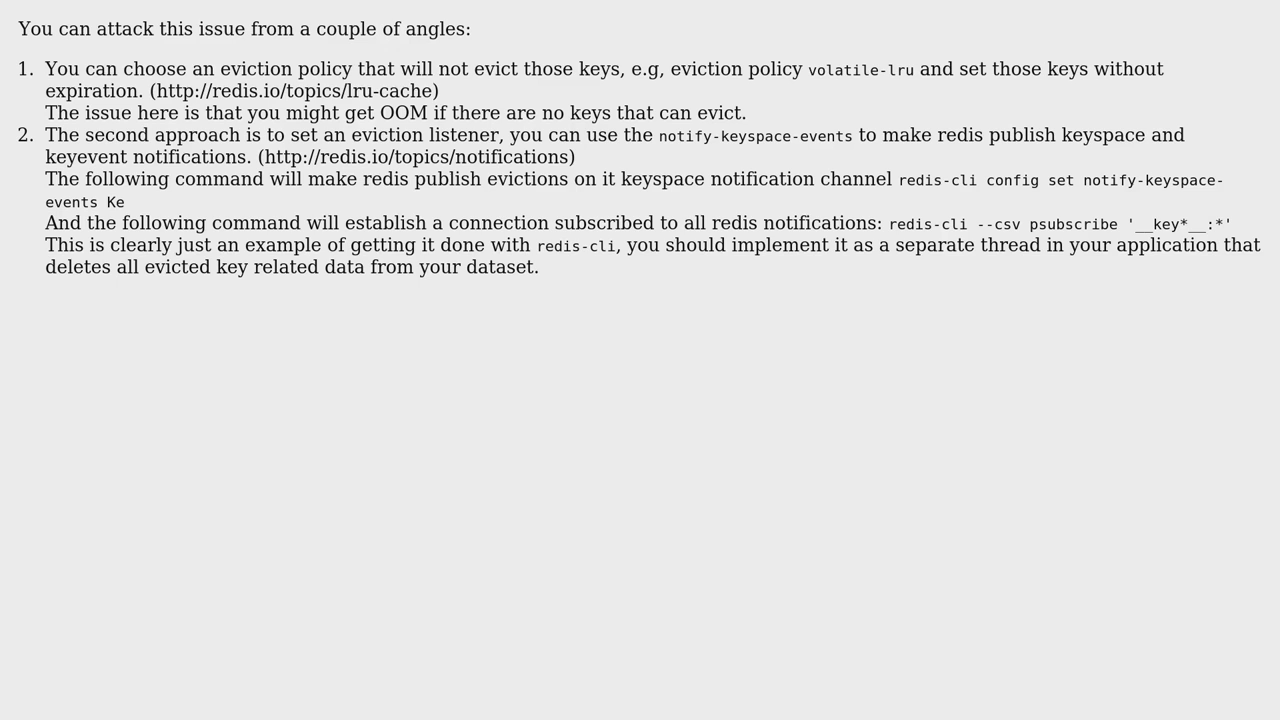 You can attack this issue from a couple of angles:
1. You can choose an eviction policy that will not evict those keys, e.g, eviction policy volatile-lru and set those keys without
expiration. (http://redis.io/topics/lru-cache)
The issue here is that you might get OOM if there are no keys that can evict.
2. The second approach is to set an eviction listener, you can use the notify-keyspace-events to make redis publish keyspace and
keyevent notifications. (http://redis.io/topics/notifications)
The following command will make redis publish evictions on it keyspace notification channel redis-cli config set notify-keyspace-
events Ke
And the following command will establish a connection subscribed to all redis notifications: redis-cli --csv psubscribe '__key*__:*'
This is clearly just an example of getting it done with redis-cli, you should implement it as a separate thread in your application that
deletes all evicted key related data from your dataset.